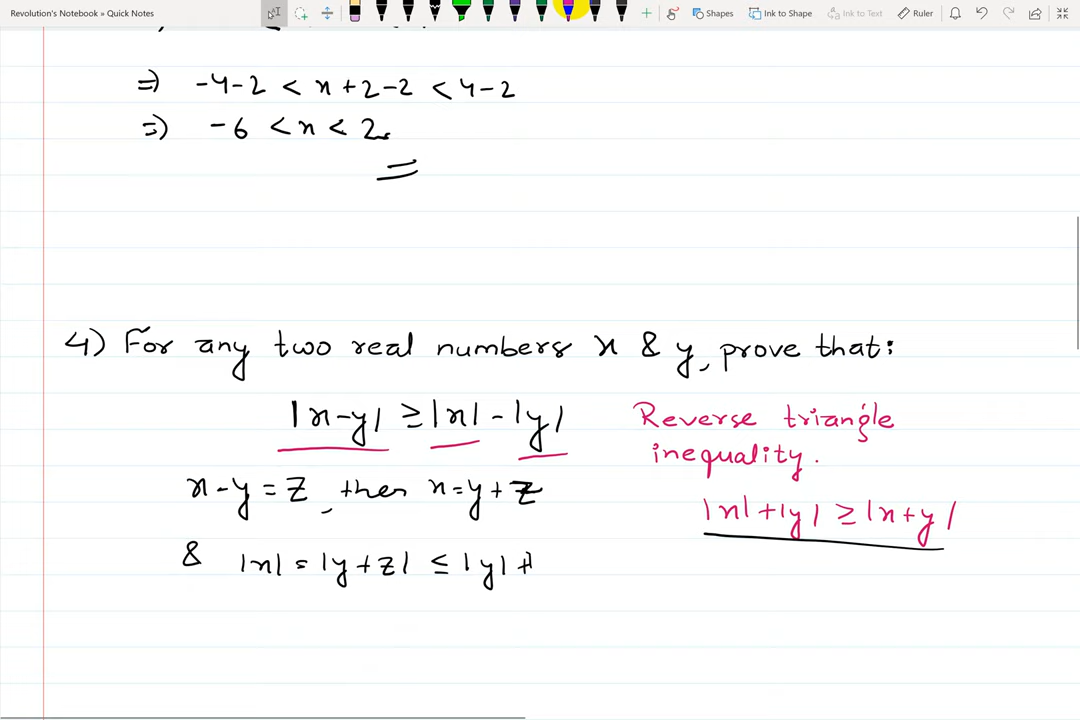 Revolution's Notebook » Quick Notes
Shapes
Ink to Shape
Ink to Text
Ruler
=) -4-2 < x+2-2 < 4-2
=) -6 < x < 2
4) For any two real numbers x & y, prove that:
|x-y| ≥ |x| - |y|
Reverse triangle
inequality.
x-y = z, then x=y+z
|x|+|y| ≥ |x+y|
& |x| = |y+z| ≤ |y| +